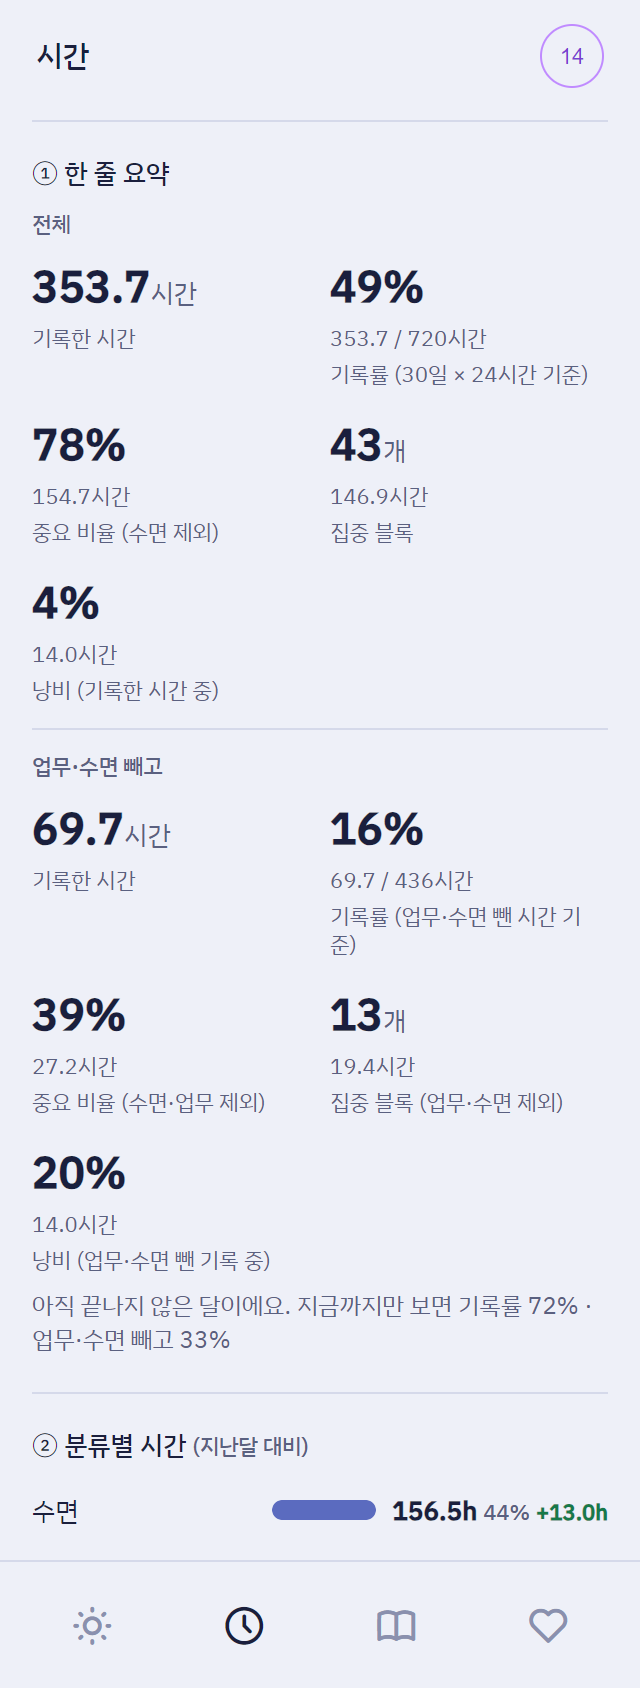 시간
14
① 한 줄 요약
전체
353.7시간
49%
기록한 시간
353.7 / 720시간
기록률 (30일 × 24시간 기준)
78%
43개
154.7시간
146.9시간
중요 비율 (수면 제외)
집중 블록
4%
14.0시간
낭비 (기록한 시간 중)
업무·수면 빼고
69.7시간
16%
기록한 시간
69.7 / 436시간
기록률 (업무·수면 뺀 시간 기
준)
39%
13개
27.2시간
19.4시간
중요 비율 (수면·업무 제외)
집중 블록 (업무·수면 제외)
20%
14.0시간
낭비 (업무·수면 뺀 기록 중)
아직 끝나지 않은 달이에요. 지금까지만 보면 기록률 72% ·
업무·수면 빼고 33%
② 분류별 시간 (지난달 대비)
수면 156.5h 44% +13.0h